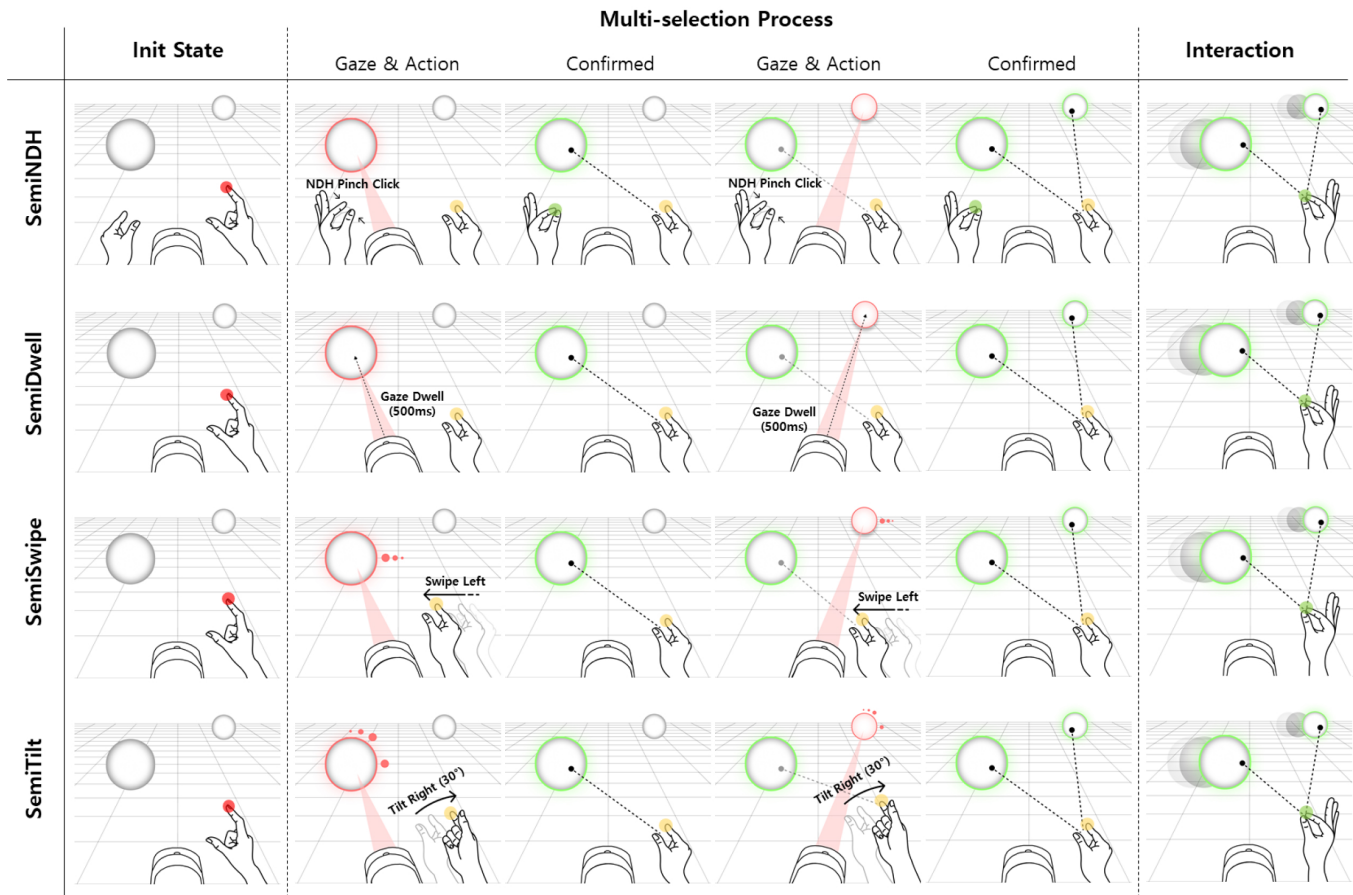 Multi-selection Process
Init State
Interaction
Gaze & Action
Confirmed
Gaze & Action
Confirmed
SemiNDH
NDH Pinch Click
NDH Pinch Click
SemiDwell
Gaze Dwell
(500ms)
Gaze Dwell
(500ms)
SemiSwipe
Swipe Left
Swipe Left
SemiTilt
Tilt Right (30°)
Tilt Right (30°)